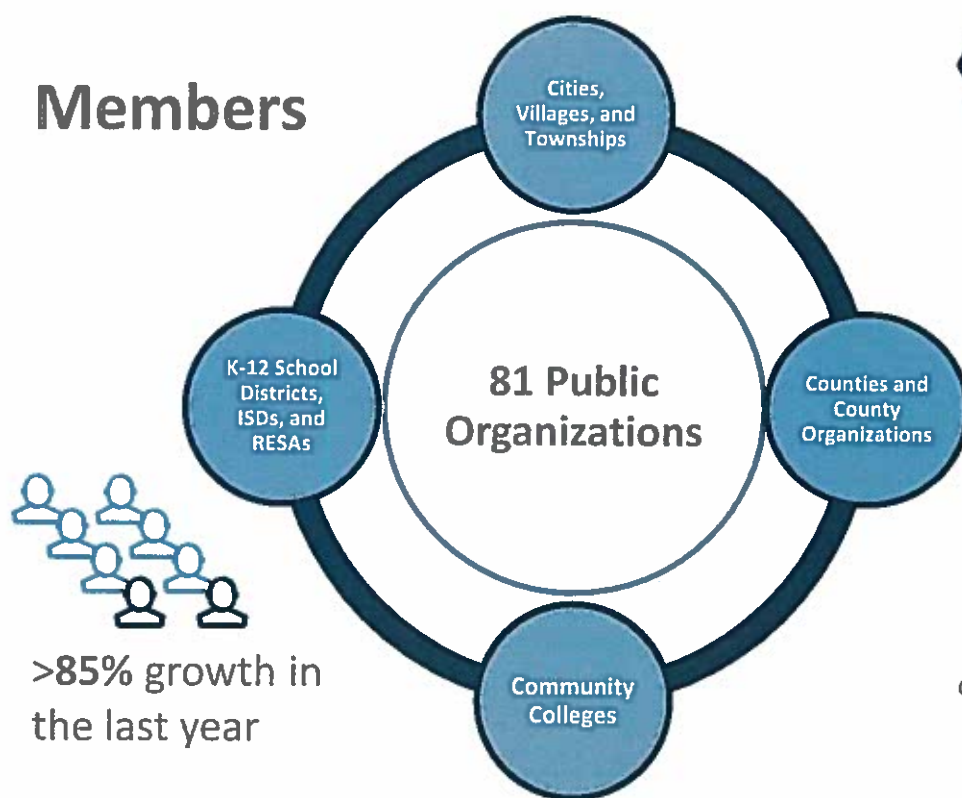 Members
Cities,
Villages, and
Townships
K-12 School
Districts,
ISDs, and
RESAs
81 Public
Organizations
Counties and
County
Organizations
Community
Colleges
>85% growth in
the last year